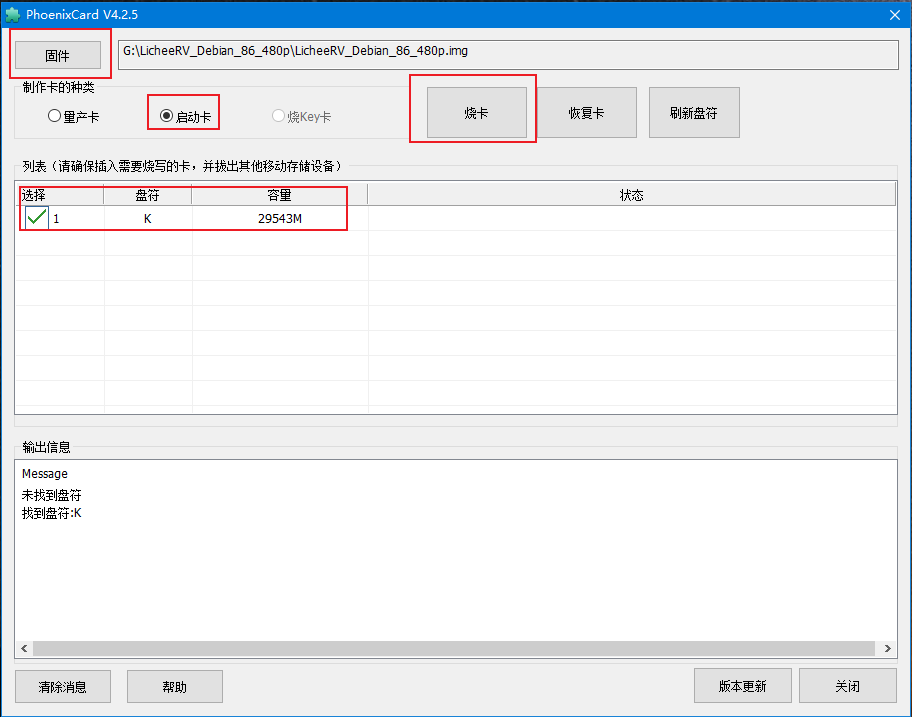 PhoenixCard V4.2.5
固件
G:\LicheeRV_Debian_86_480p\LicheeRV_Debian_86_480p.img
制作卡的种类
量产卡
启动卡
烧Key卡
烧卡
恢复卡
刷新盘符
列表（请确保插入需要烧写的卡，并拔出其他移动存储设备）
选择 盘符 容量 状态
1 K 29543M
输出信息
Message
未找到盘符
找到盘符:K
清除消息
帮助
版本更新
关闭